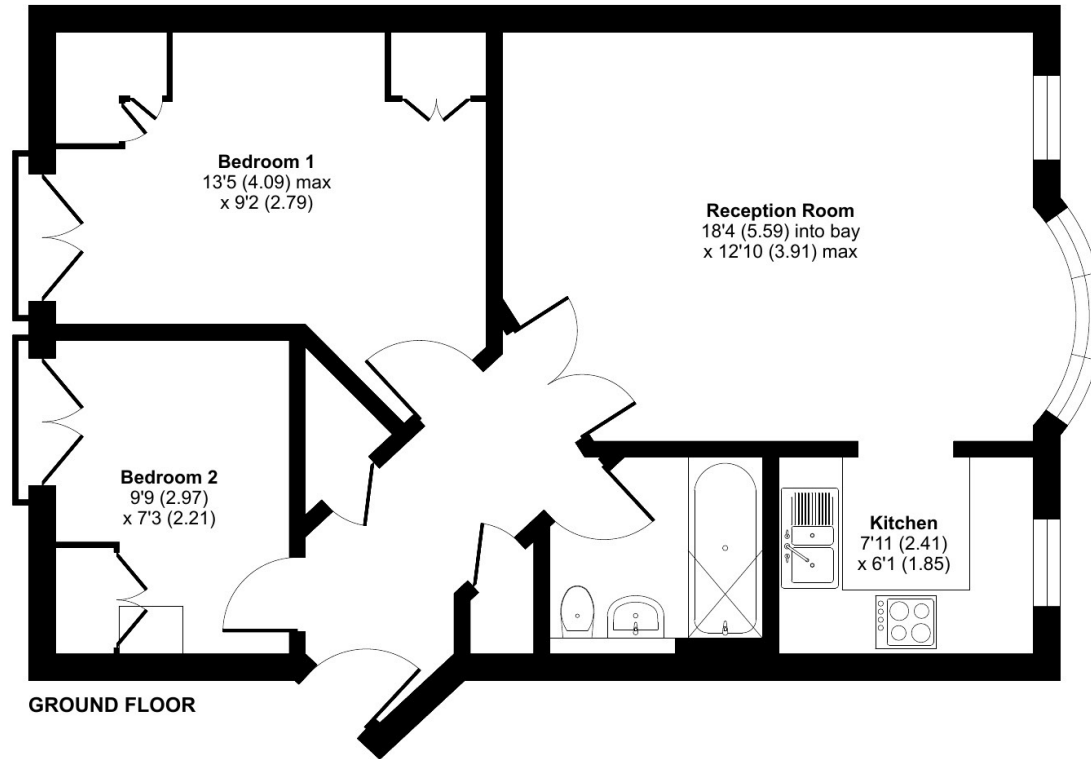 Bedroom 1
13'5 (4.09) max
x 9'2 (2.79)
Reception Room
18'4 (5.59) into bay
x 12'10 (3.91) max
Bedroom 2
9'9 (2.97)
x 7'3 (2.21)
Kitchen
7'11 (2.41)
x 6'1 (1.85)
GROUND FLOOR